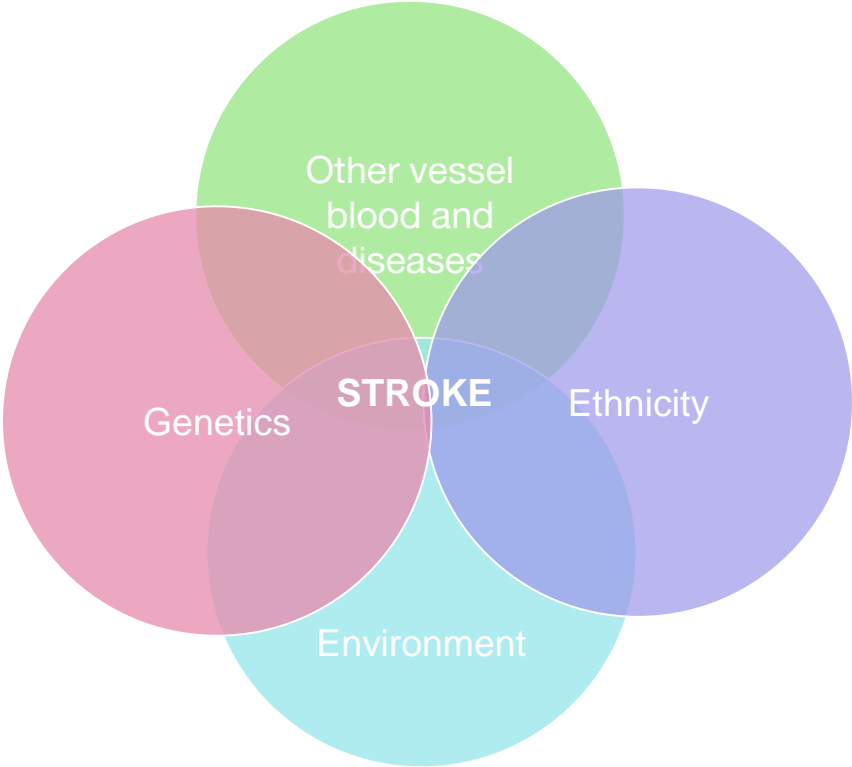 Other vessel
blood and
diseases
STROKE
Genetics
Ethnicity
Environment